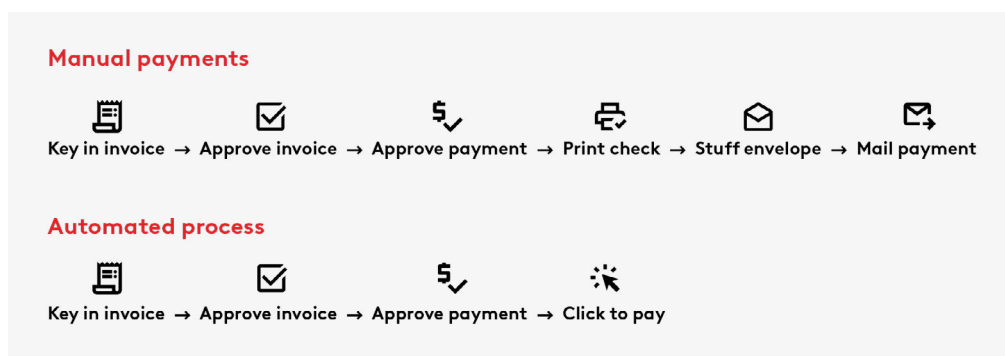 Manual payments
Key in invoice → Approve invoice → Approve payment → Print check → Stuff envelope → Mail payment
Automated process
Key in invoice → Approve invoice → Approve payment → Click to pay